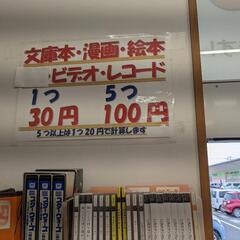 文庫本・漫画・絵本
ビデオ・レコード
1つ 5つ
30円 100円
5つ以上は1つ20円で計算します